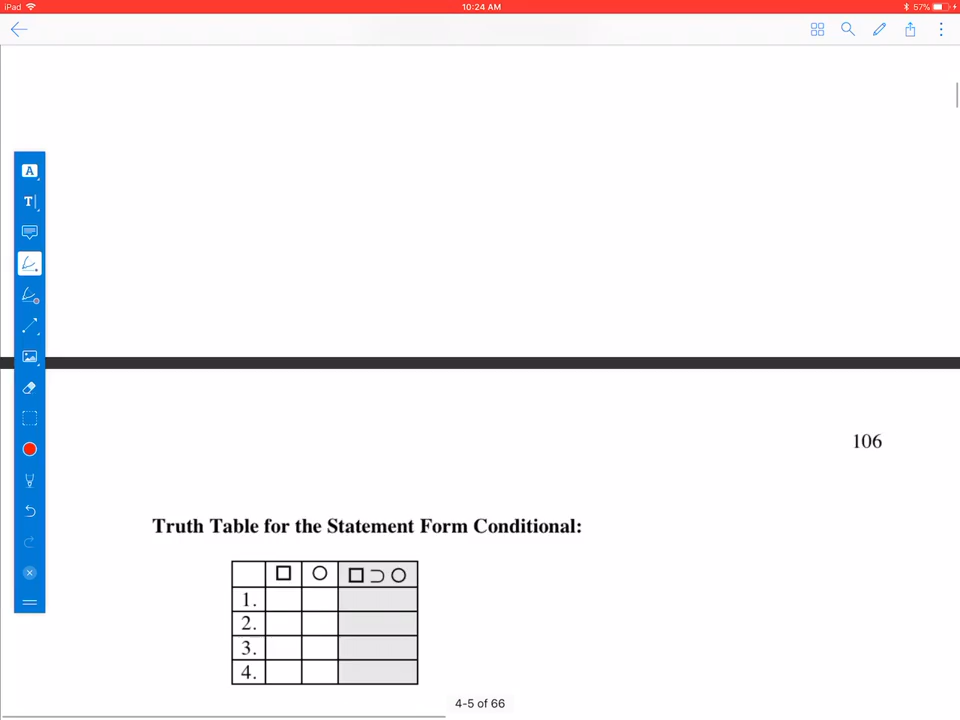 iPad 10:24 AM 57%
A
T
106
Truth Table for the Statement Form Conditional:
□ ○ □ ⊃ ○
1.
2.
3.
4.
4-5 of 66